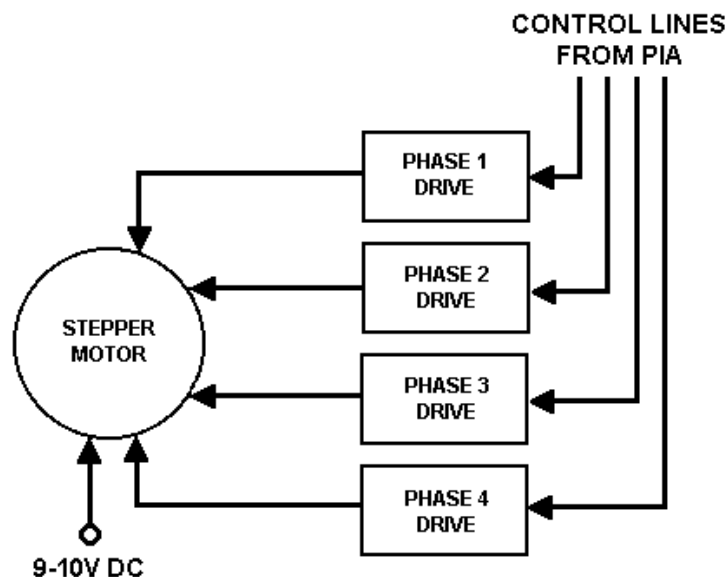 CONTROL LINES
FROM PIA
PHASE 1
DRIVE
PHASE 2
DRIVE
STEPPER
MOTOR
PHASE 3
DRIVE
PHASE 4
DRIVE
9-10V DC